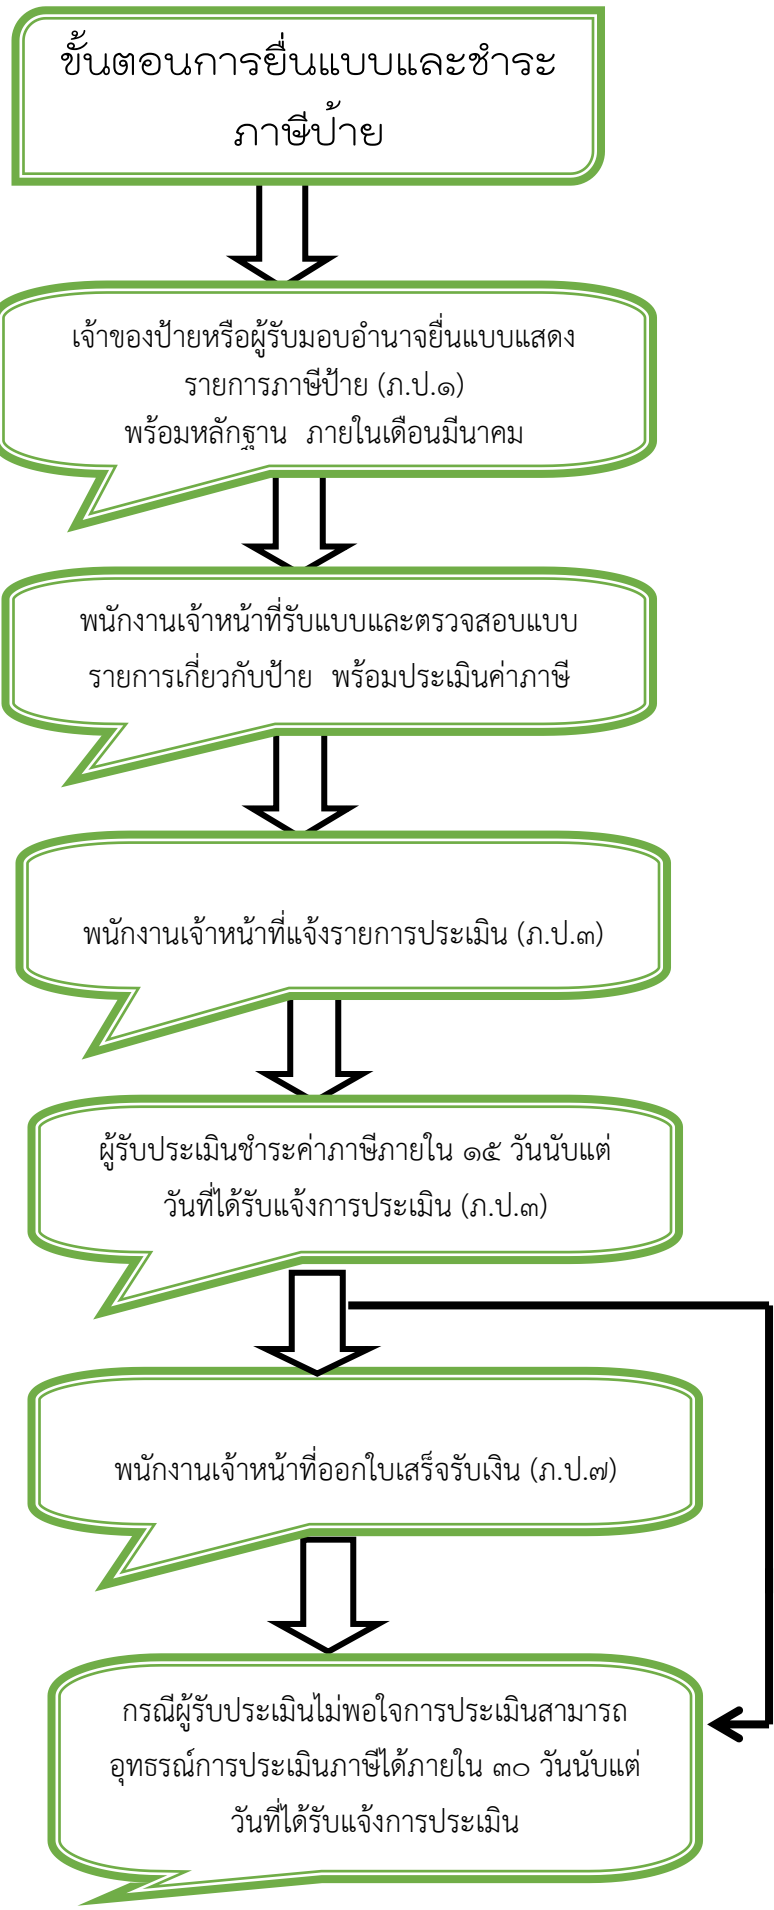 ขั้นตอนการยื่นแบบและชำระ
ภาษีป้าย
เจ้าของป้ายหรือผู้รับมอบอำนาจยื่นแบบแสดง
รายการภาษีป้าย (ภ.ป.๑)
พร้อมหลักฐาน ภายในเดือนมีนาคม
พนักงานเจ้าหน้าที่รับแบบและตรวจสอบแบบ
รายการเกี่ยวกับป้าย พร้อมประเมินค่าภาษี
พนักงานเจ้าหน้าที่แจ้งรายการประเมิน (ภ.ป.๓)
ผู้รับประเมินชำระค่าภาษีภายใน ๑๕ วันนับแต่
วันที่ได้รับแจ้งการประเมิน (ภ.ป.๓)
พนักงานเจ้าหน้าที่ออกใบเสร็จรับเงิน (ภ.ป.๗)
กรณีผู้รับประเมินไม่พอใจการประเมินสามารถ
อุทธรณ์การประเมินภาษีได้ภายใน ๓๐ วันนับแต่
วันที่ได้รับแจ้งการประเมิน